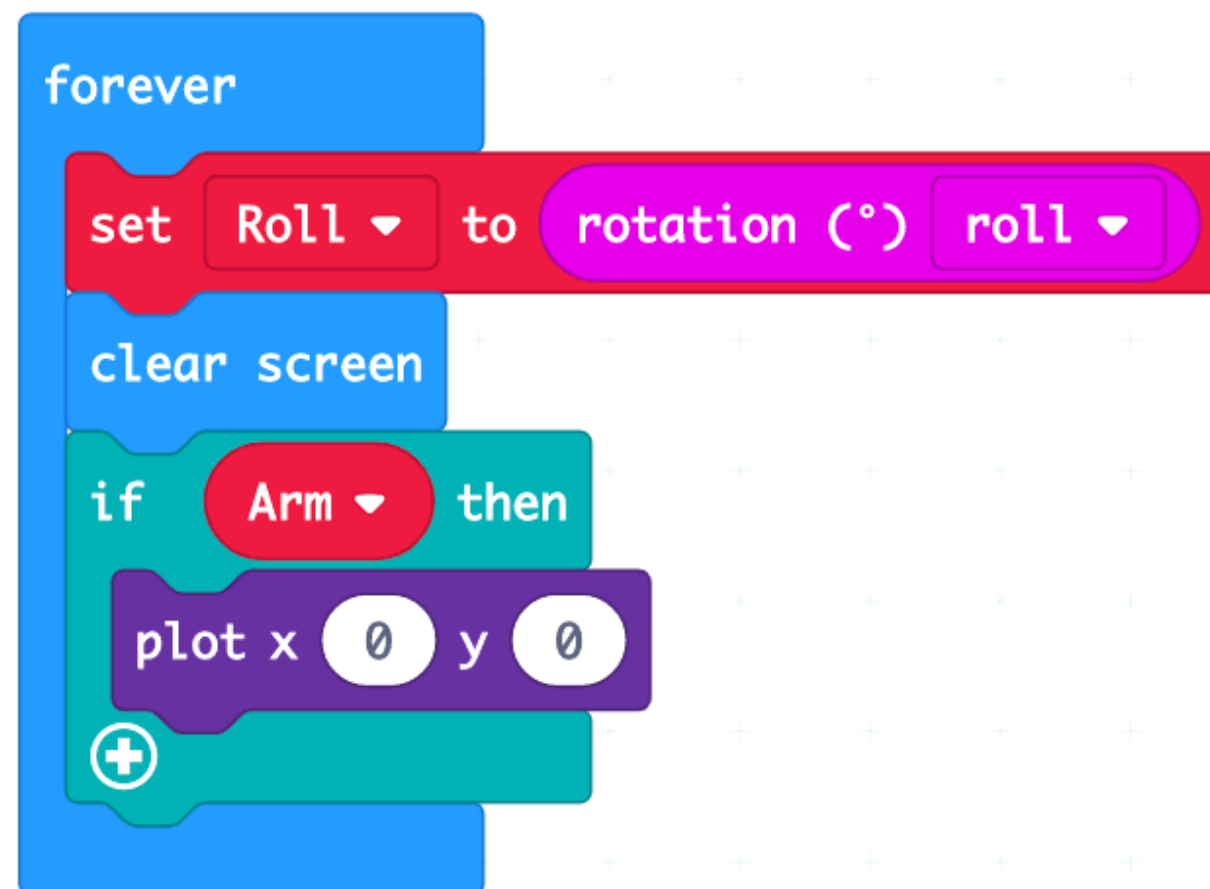 forever
set Roll to rotation (°) roll
clear screen
if Arm then
plot x 0 y 0